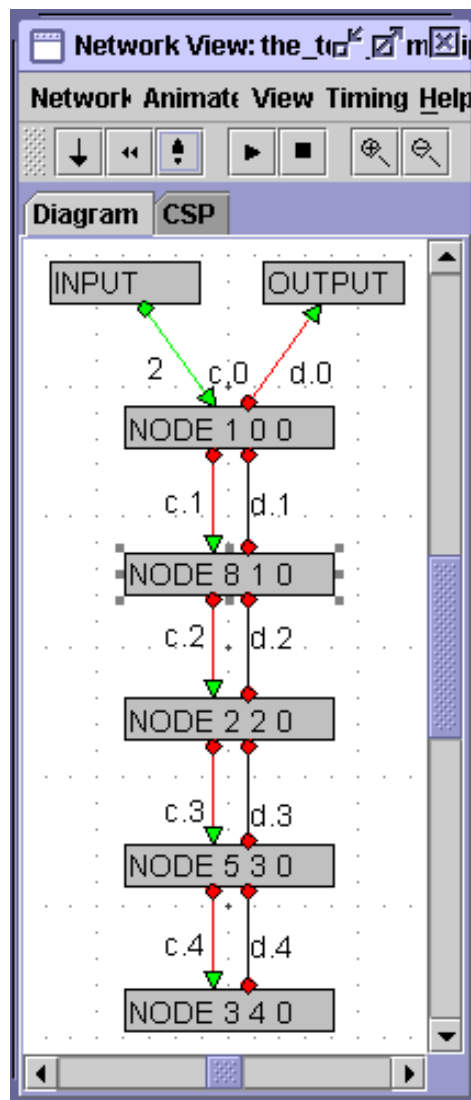 Network View: the_t
Network Animate View Timing Help
Diagram CSP
INPUT OUTPUT
2 c.0 d.0
NODE 1 0 0
c.1 d.1
NODE 8 1 0
c.2 d.2
NODE 2 2 0
c.3 d.3
NODE 5 3 0
c.4 d.4
NODE 3 4 0